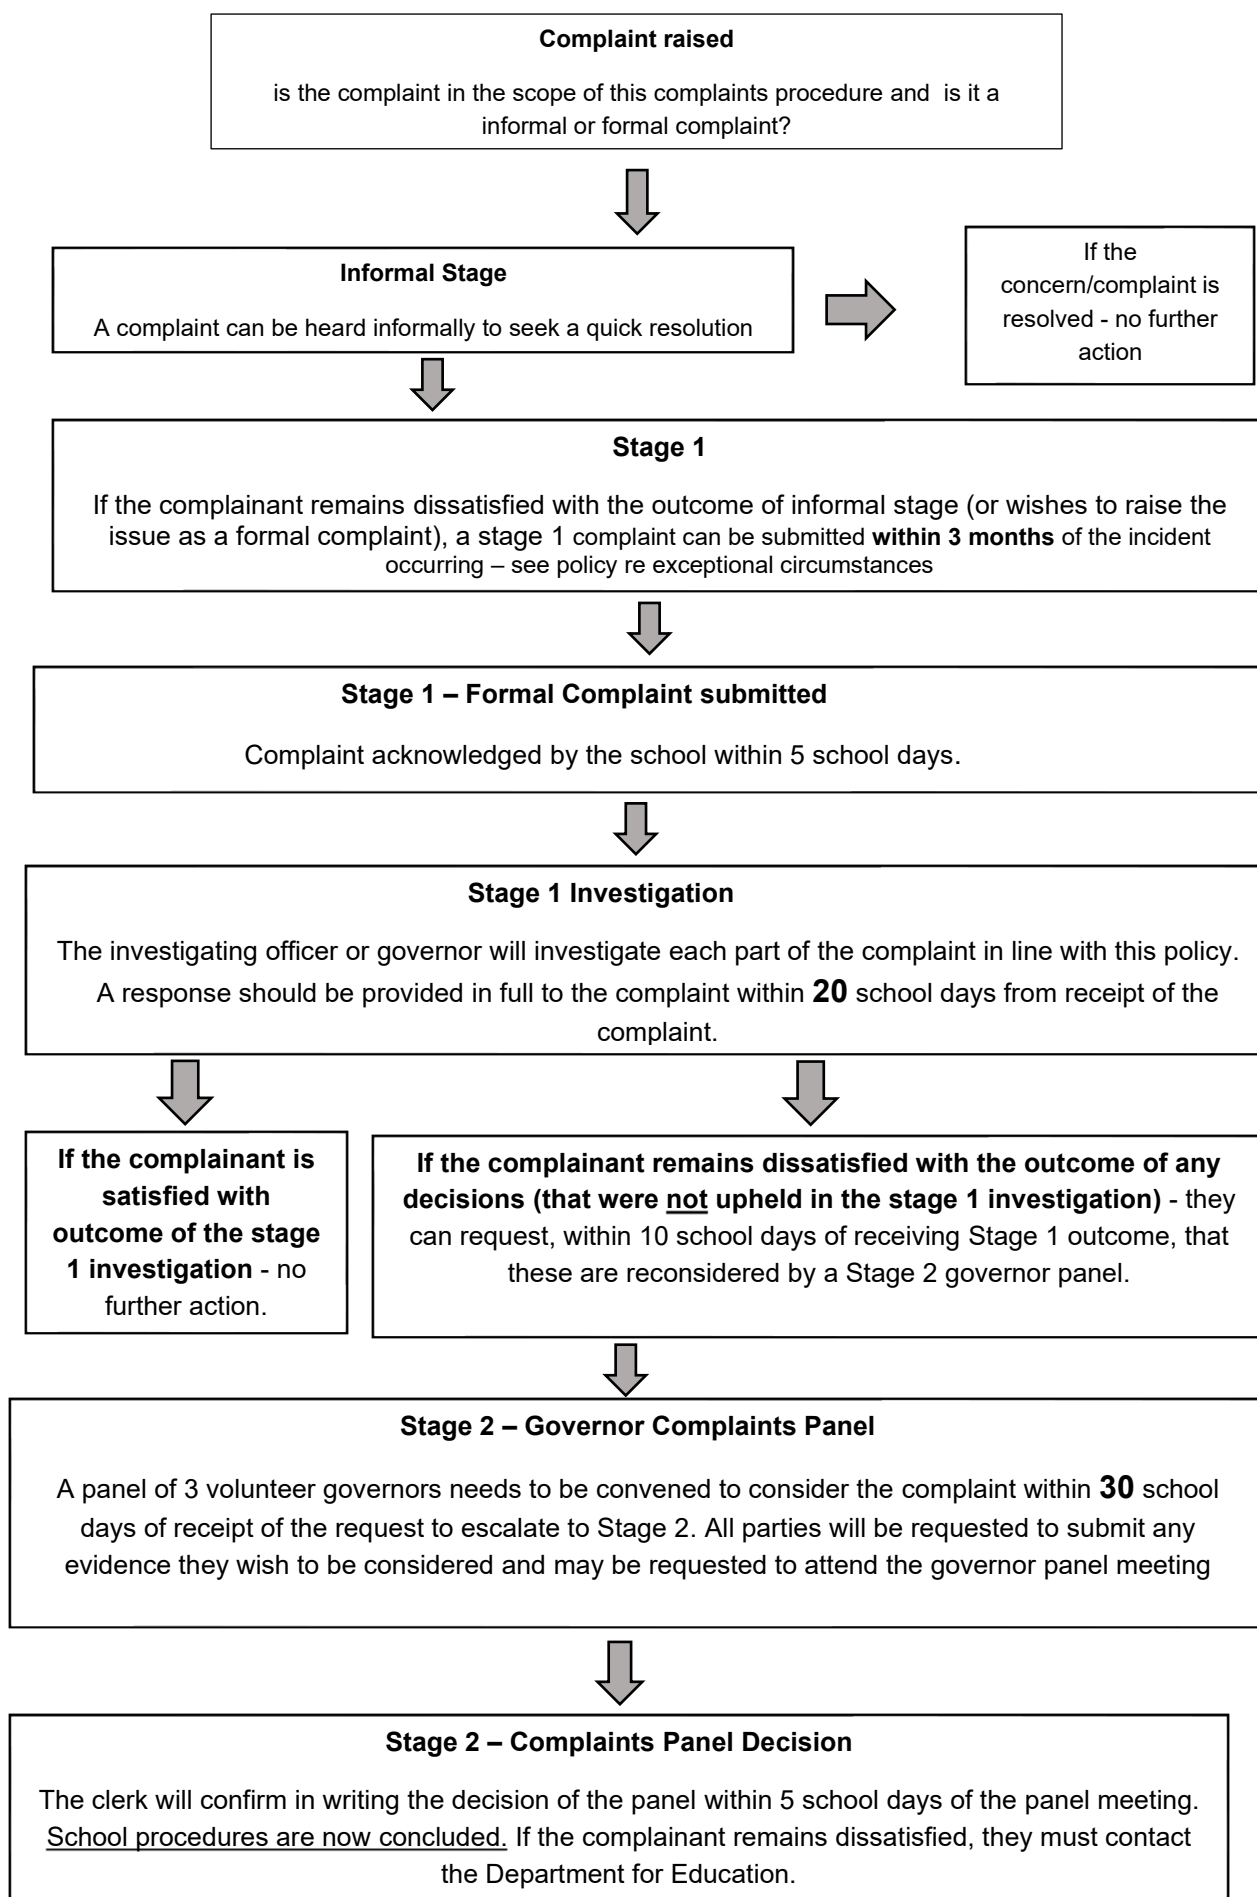 Complaint raised
is the complaint in the scope of this complaints procedure and  is it a
informal or formal complaint?
Informal Stage
A complaint can be heard informally to seek a quick resolution
If the
concern/complaint is
resolved - no further
action
Stage 1
If the complainant remains dissatisfied with the outcome of informal stage (or wishes to raise the
issue as a formal complaint), a stage 1 complaint can be submitted within 3 months of the incident
occurring – see policy re exceptional circumstances
Stage 1 – Formal Complaint submitted
Complaint acknowledged by the school within 5 school days.
Stage 1 Investigation
The investigating officer or governor will investigate each part of the complaint in line with this policy.
A response should be provided in full to the complaint within 20 school days from receipt of the
complaint.
If the complainant is
satisfied with
outcome of the stage
1 investigation - no
further action.
If the complainant remains dissatisfied with the outcome of any
decisions (that were not upheld in the stage 1 investigation) - they
can request, within 10 school days of receiving Stage 1 outcome, that
these are reconsidered by a Stage 2 governor panel.
Stage 2 – Governor Complaints Panel
A panel of 3 volunteer governors needs to be convened to consider the complaint within 30 school
days of receipt of the request to escalate to Stage 2. All parties will be requested to submit any
evidence they wish to be considered and may be requested to attend the governor panel meeting
Stage 2 – Complaints Panel Decision
The clerk will confirm in writing the decision of the panel within 5 school days of the panel meeting.
School procedures are now concluded. If the complainant remains dissatisfied, they must contact
the Department for Education.